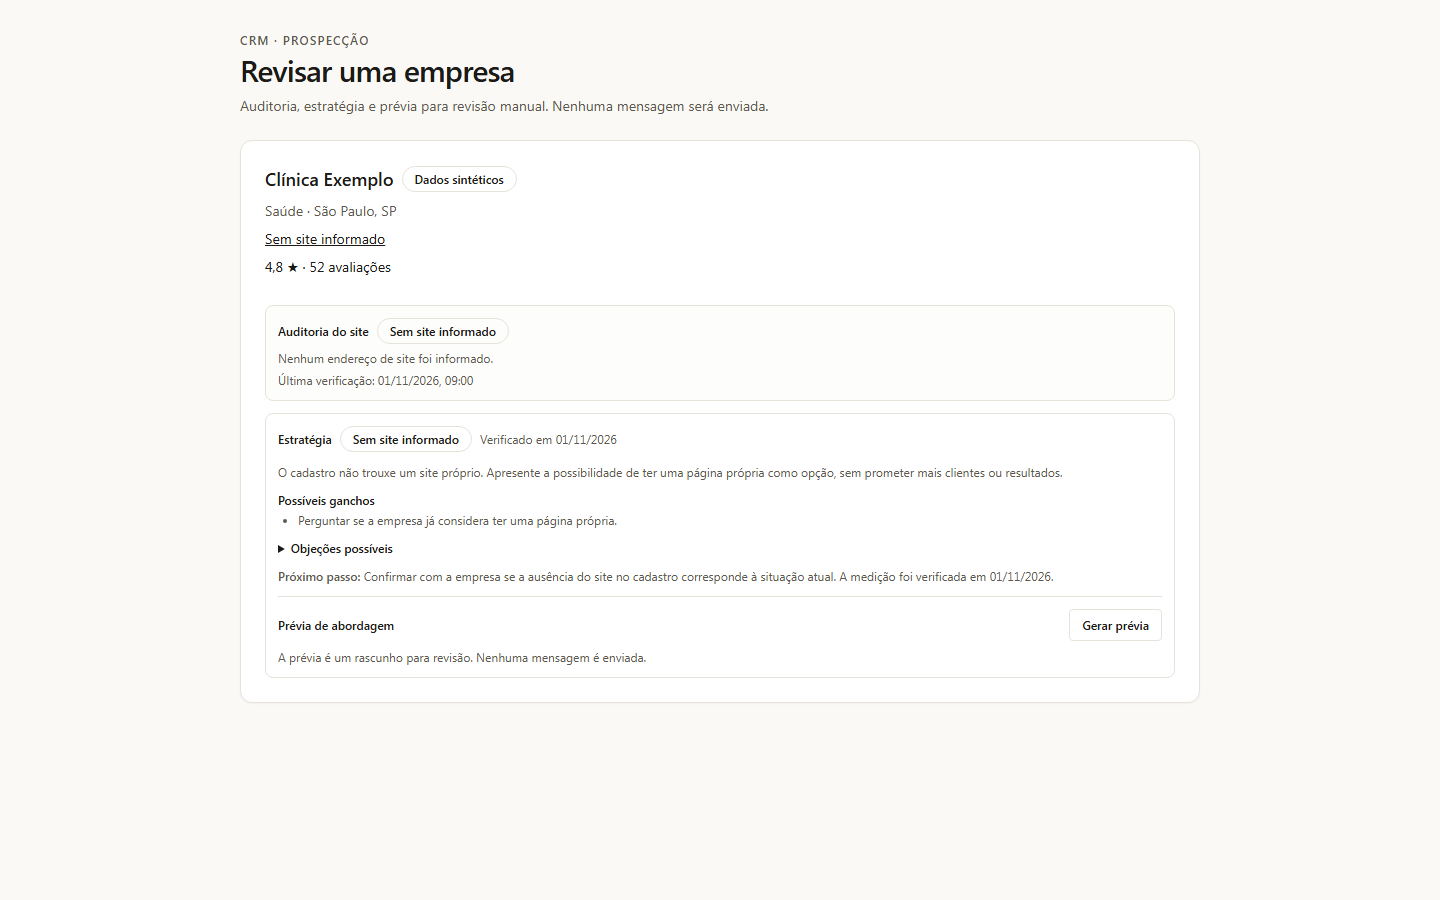 CRM · PROSPECÇÃO
Revisar uma empresa
Auditoria, estratégia e prévia para revisão manual. Nenhuma mensagem será enviada.
Clínica Exemplo Dados sintéticos
Saúde · São Paulo, SP
Sem site informado
4,8 ★ · 52 avaliações
Auditoria do site Sem site informado
Nenhum endereço de site foi informado.
Última verificação: 01/11/2026, 09:00
Estratégia Sem site informado Verificado em 01/11/2026
O cadastro não trouxe um site próprio. Apresente a possibilidade de ter uma página própria como opção, sem prometer mais clientes ou resultados.
Possíveis ganchos
• Perguntar se a empresa já considera ter uma página própria.
▶ Objeções possíveis
Próximo passo: Confirmar com a empresa se a ausência do site no cadastro corresponde à situação atual. A medição foi verificada em 01/11/2026.
Prévia de abordagem Gerar prévia
A prévia é um rascunho para revisão. Nenhuma mensagem é enviada.